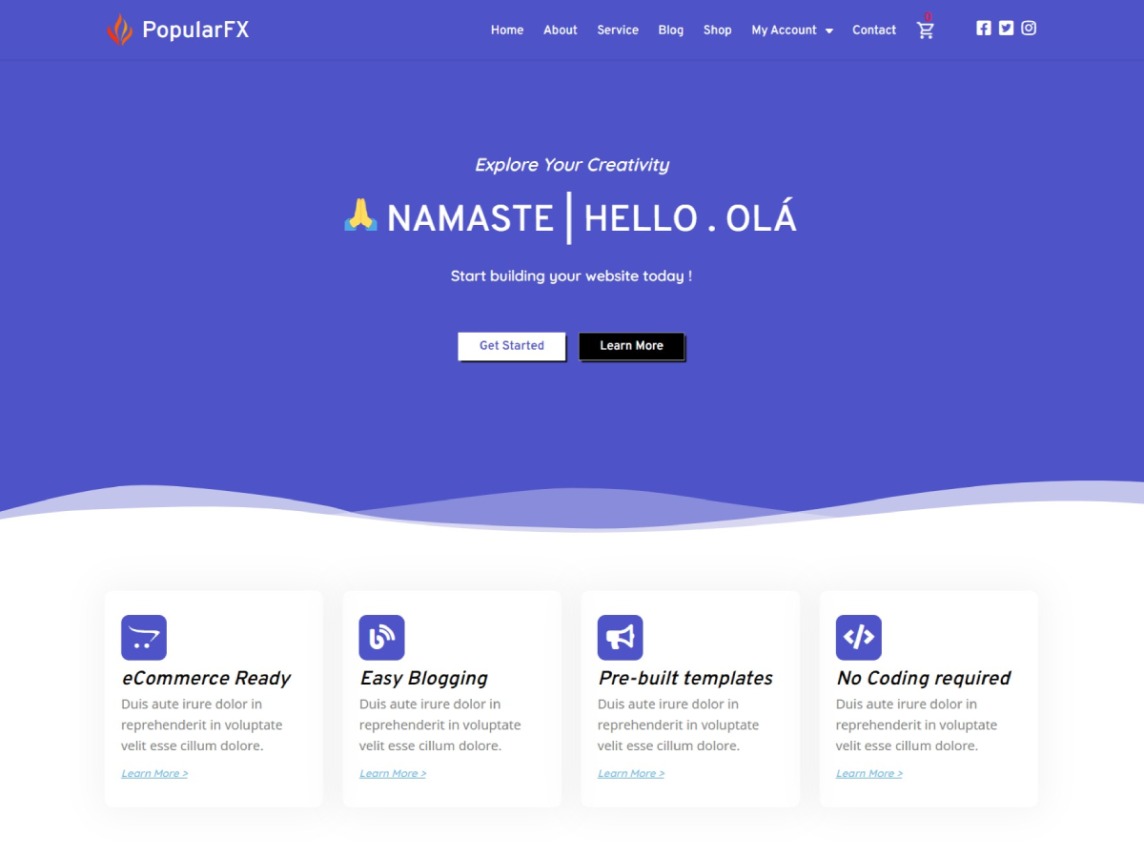 PopularFX
Home About Service Blog Shop My Account Contact 0
Explore Your Creativity
🙏 NAMASTE | HELLO . OLÁ
Start building your website today !
Get Started Learn More
eCommerce Ready
Duis aute irure dolor in
reprehenderit in voluptate
velit esse cillum dolore.
Learn More >
Easy Blogging
Duis aute irure dolor in
reprehenderit in voluptate
velit esse cillum dolore.
Learn More >
Pre-built templates
Duis aute irure dolor in
reprehenderit in voluptate
velit esse cillum dolore.
Learn More >
No Coding required
Duis aute irure dolor in
reprehenderit in voluptate
velit esse cillum dolore.
Learn More >